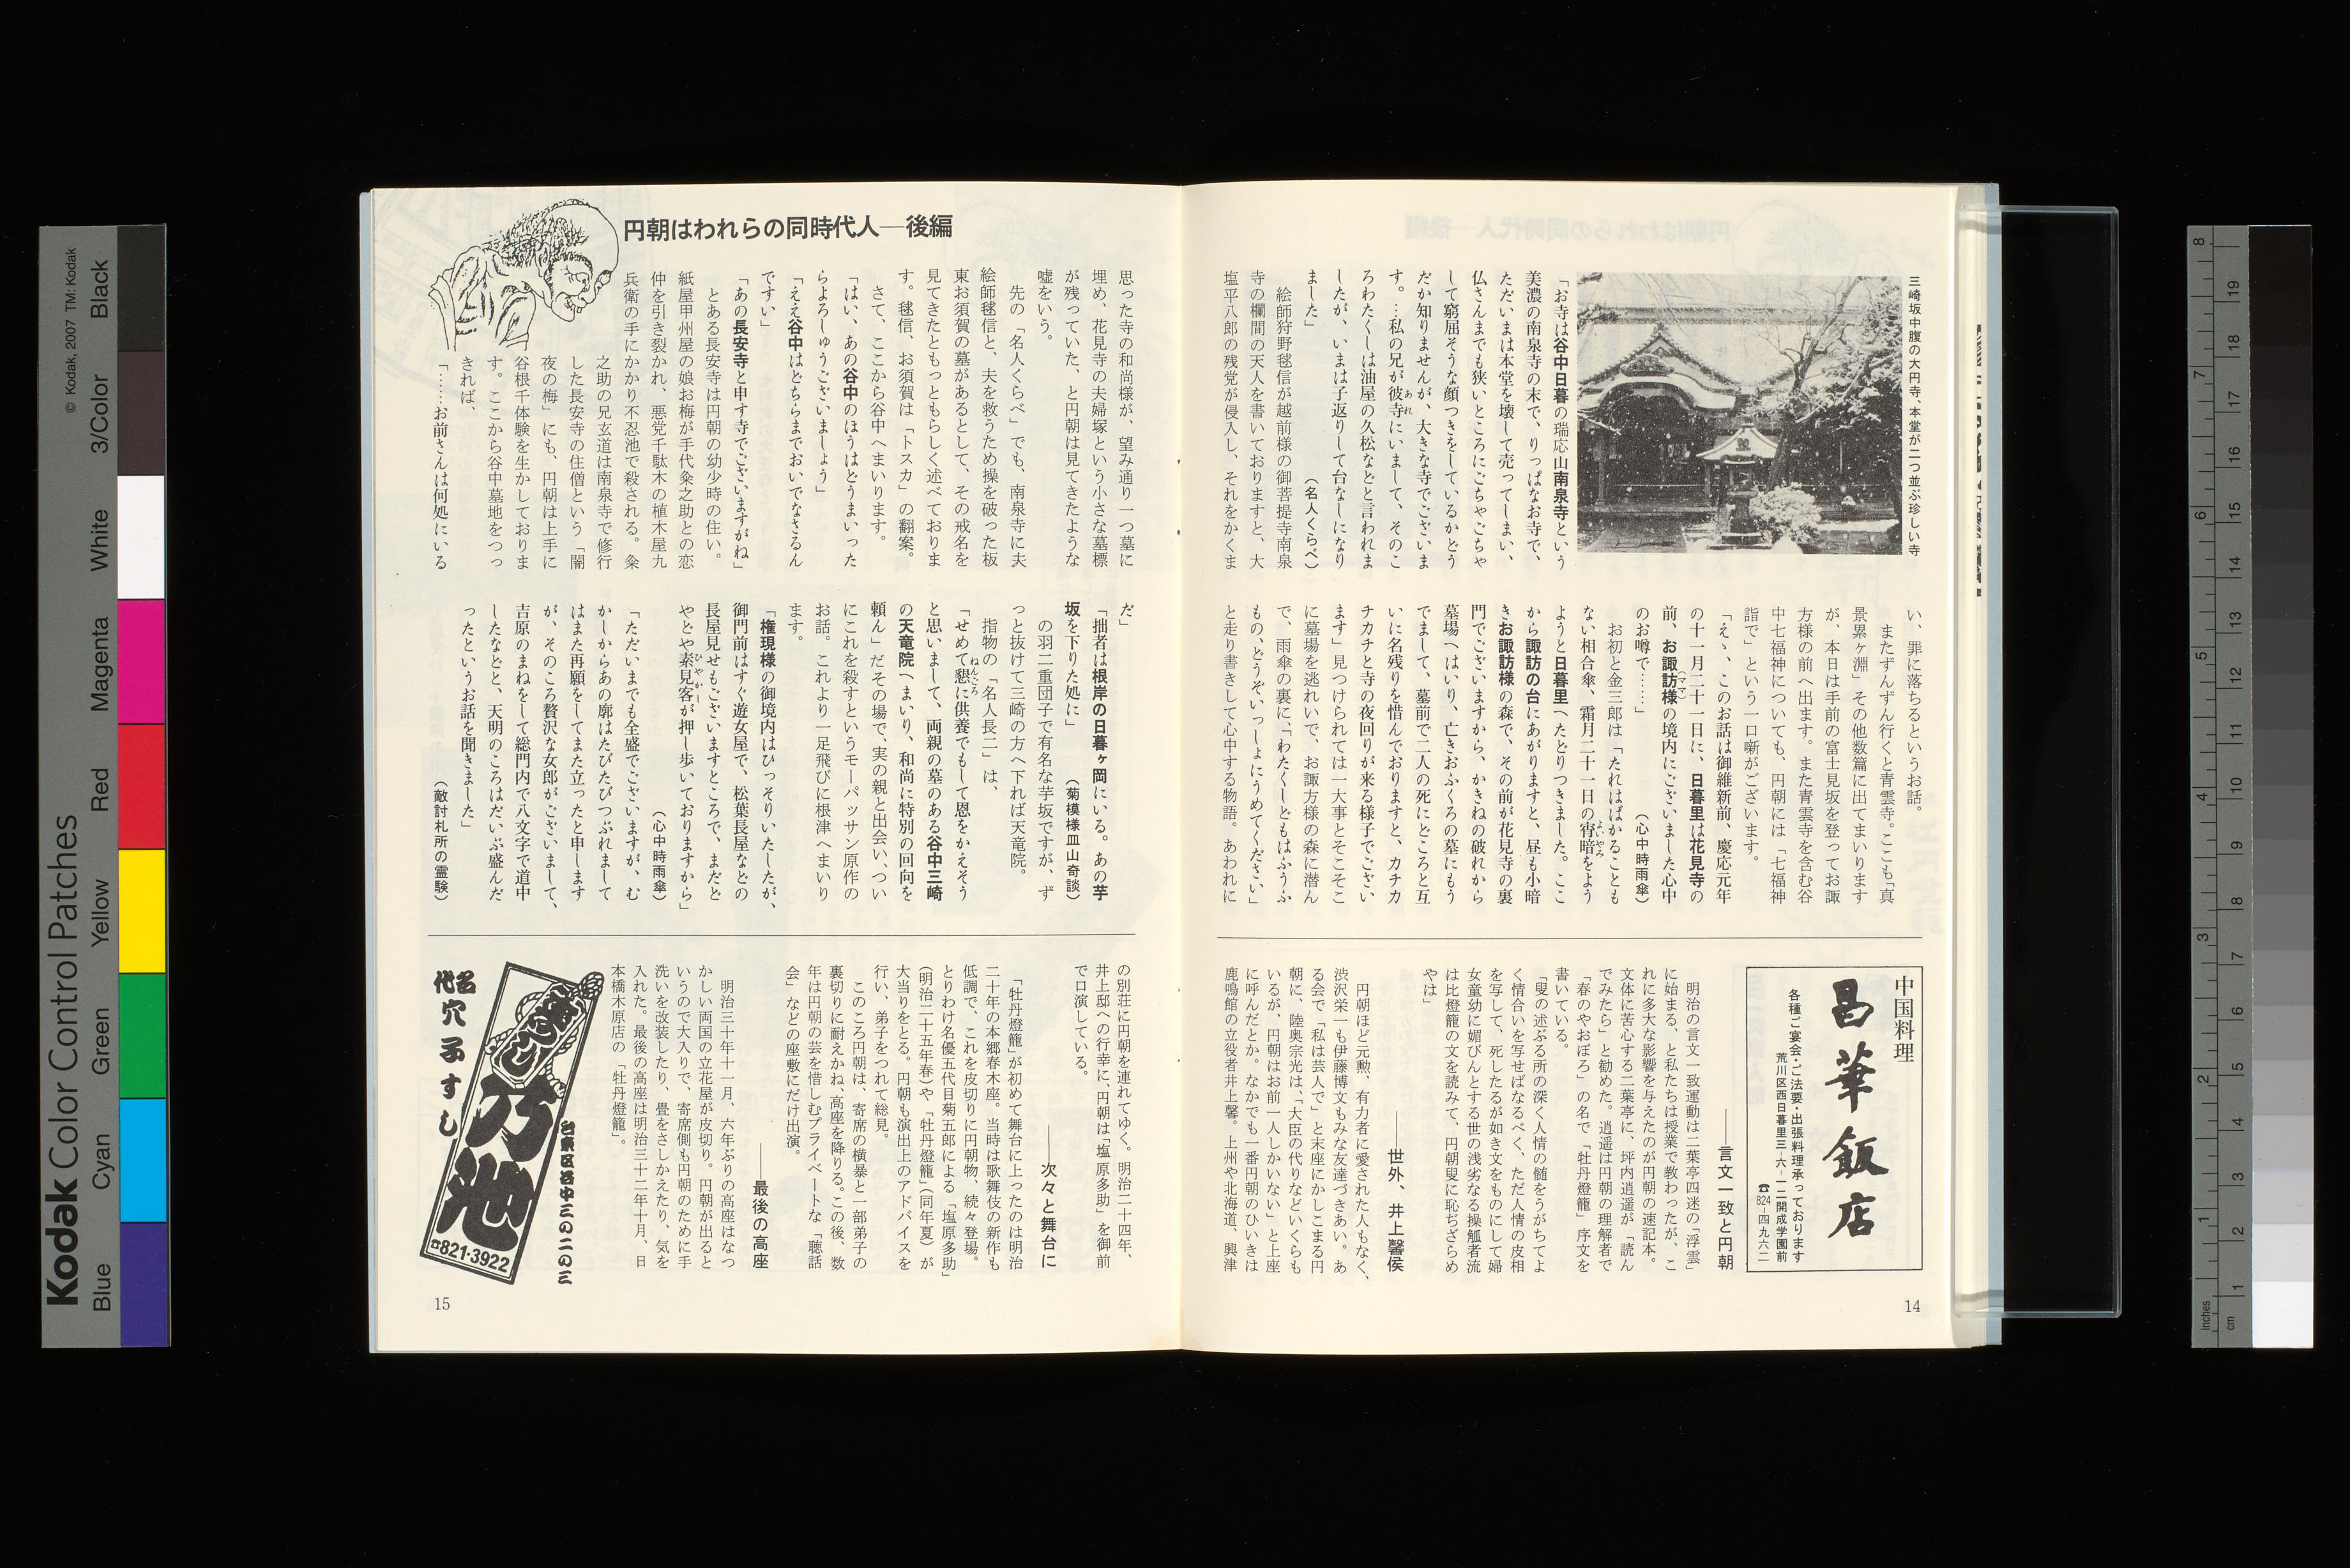 三崎坂中腹の大円寺、本堂が二つ並ぶ珍しい寺
「お寺は谷中日暮の瑞応山南泉寺という
美濃の南泉寺の末で、りっぱなお寺で、
ただいまは本堂を壊して売ってしまい、
仏さんまでも狭いところにごちゃごちゃ
して窮屈そうな顔つきをしているかどう
だか知りませんが、大きな寺でございま
す。…私の兄が彼寺にいまして、そのこ
あれ
ろわたくしは油屋の久松などと言われま
したが、いまは子返りして台なしになり
ました」
（名人くらべ）
絵師狩野毬信が越前様の御菩提寺南泉
寺の欄間の天人を書いておりますと、大
塩平八郎の残党が侵入し、それをかくま
い、罪に落ちるというお話。
またずんずん行くと青雲寺。ここも「真
景累ヶ淵」その他数篇に出てまいります
が、本日は手前の富士見坂を登ってお諏
方様の前へ出ます。また青雲寺を含む谷
中七福神についても、円朝には「七福神
詣で」という一口噺がございます。
「えゝ、このお話は御維新前、慶応元年
の十一月二十一日に、日暮里は花見寺の
前、お諏訪様の境内にございました心中
（ママ）
のお噂で……」
（心中時雨傘）
お初と金三郎は「たれはばかることも
ない相合傘、霜月二十一日の宵暗をよう
よいやみ
ようと日暮里へたどりつきました。ここ
から諏訪の台にあがりますと、昼も小暗
きお諏訪様の森で、その前が花見寺の裏
門でございますから、かきねの破れから
墓場へはいり、亡きおふくろの墓にもう
でまして、墓前で二人の死にどころと互
いに名残りを惜んでおりますと、カチカ
チカチと寺の夜回りが来る様子でござい
ます」見つけられては一大事とそこそこ
に墓場を逃れいで、お諏方様の森に潜ん
で、雨傘の裏に、「わたくしどもはふうふ
もの、どうぞいっしょにうめてください」
と走り書きして心中する物語。あわれに
中国料理
昌華飯店
各種ご宴会・ご法要・出張料理承っております
荒川区西日暮里三-六-一二開成学園前
☎824-四九六二
――言文一致と円朝
明治の言文一致運動は二葉亭四迷の「浮雲」
に始まる、と私たちは授業で教わったが、こ
れに多大な影響を与えたのが円朝の速記本。
文体に苦心する二葉亭に、坪内逍遥が「読ん
でみたら」と勧めた。逍遥は円朝の理解者で
「春のやおぼろ」の名で「牡丹燈籠」序文を
書いている。
「叟の述ぶる所の深く人情の髄をうがちてよ
く情合いを写せばなるべく、ただ人情の皮相
を写して、死したるが如き文をものにして婦
女童幼に媚びんとする世の浅劣なる操觚者流
は比燈籠の文を読みて、円朝叟に恥ぢざらめ
やは」
――世外、井上馨侯
円朝ほど元勲、有力者に愛された人もなく、
渋沢栄一も伊藤博文もみな友達づきあい。あ
る会で「私は芸人で」と末座にかしこまる円
朝に、陸奥宗光は、「大臣の代りなどいくらも
いるが、円朝はお前一人しかいない」と上座
に呼んだとか。なかでも一番円朝のひいきは
鹿鳴館の立役者井上馨。上州や北海道、興津
14
円朝はわれらの同時代人―後編
思った寺の和尚様が、望み通り一つ墓に
埋め、花見寺の夫婦塚という小さな墓標
が残っていた、と円朝は見てきたような
嘘をいう。
先の「名人くらべ」でも、南泉寺に夫
絵師毬信と、夫を救うため操を破った板
東お須賀の墓があるとして、その戒名を
見てきたともっともらしく述べておりま
す。毬信、お須賀は「トスカ」の翻案。
さて、ここから谷中へまいります。
「はい、あの谷中のほうはどうまいった
らよろしゅうございましょう」
「ええ谷中はどちらまでおいでなさるん
ですい」
「あの長安寺と申す寺でございますがね」
とある長安寺は円朝の幼少時の住い。
紙屋甲州屋の娘お梅が手代粂之助との恋
仲を引き裂かれ、悪党千駄木の植木屋九
兵衛の手にかかり不忍池で殺される。粂
之助の兄玄道は南泉寺で修行
した長安寺の住僧という「闇
夜の梅」にも、円朝は上手に
谷根千体験を生かしておりま
す。ここから谷中墓地をつっ
きれば、
「……お前さんは何処にいる
だ」
「拙者は根岸の日暮ヶ岡にいる。あの芋
坂を下りた処に」
（菊模様皿山奇談）
の羽二重団子で有名な芋坂ですが、ず
っと抜けて三崎の方へ下れば天竜院。
指物の「名人長二」は、
「せめて懇に供養でもして恩をかえそう
ねんごろ
と思いまして、両親の墓のある谷中三崎
の天竜院へまいり、和尚に特別の回向を
頼ん」だその場で、実の親と出会い、つい
にこれを殺すというモーパッサン原作の
お話。これより一足飛びに根津へまいり
ます。
「権現様の御境内はひっそりいたしたが、
御門前はすぐ遊女屋で、松葉長屋などの
長屋見せもございますところで、まだと
やどや素見客が押し歩いておりますから」
ひやかし
（心中時雨傘）
「ただいまでも全盛でございますが、む
かしからあの廓はたびたびつぶれまして
はまた再願をしてまた立ったと申します
が、そのころ贅沢な女郎がございまして、
吉原のまねをして総門内で八文字で道中
したなどと、天明のころはだいぶ盛んだ
ったというお話を聞きました」
（敵討札所の霊験）
の別荘に円朝を連れてゆく。明治二十四年、
井上邸への行幸に、円朝は「塩原多助」を御前
で口演している。
――次々と舞台に
「牡丹燈籠」が初めて舞台に上ったのは明治
二十年の本郷春木座。当時は歌舞伎の新作も
低調で、これを皮切りに円朝物、続々登場。
とりわけ名優五代目菊五郎による「塩原多助」
（明治二十五年春）や「牡丹燈籠」（同年夏）が
大当りをとる。円朝も演出上のアドバイスを
行い、弟子をつれて総見。
このころ円朝は、寄席の横暴と一部弟子の
裏切りに耐えかね、高座を降りる。この後、数
年は円朝の芸を惜しむプライベートな「聴話
会」などの座敷にだけ出演。
――最後の高座
明治三十年十一月、六年ぶりの高座はなつ
かしい両国の立花屋が皮切り。円朝が出ると
いうので大入りで、寄席側も円朝のために手
洗いを改装したり、畳をさしかえたり、気を
入れた。最後の高座は明治三十二年十月、日
本橋木原店の「牡丹燈籠」。
台東区谷中三の二の三
乃池
☎821-3922
名代
穴子すし
15
Kodak Color Control Patches
© Kodak, 2007 TM: Kodak
Blue Cyan Green Yellow Red Magenta White 3/Color Black
inches 1 2 3 4 5 6 7 8
cm 1 2 3 4 5 6 7 8 9 10 11 12 13 14 15 16 17 18 19